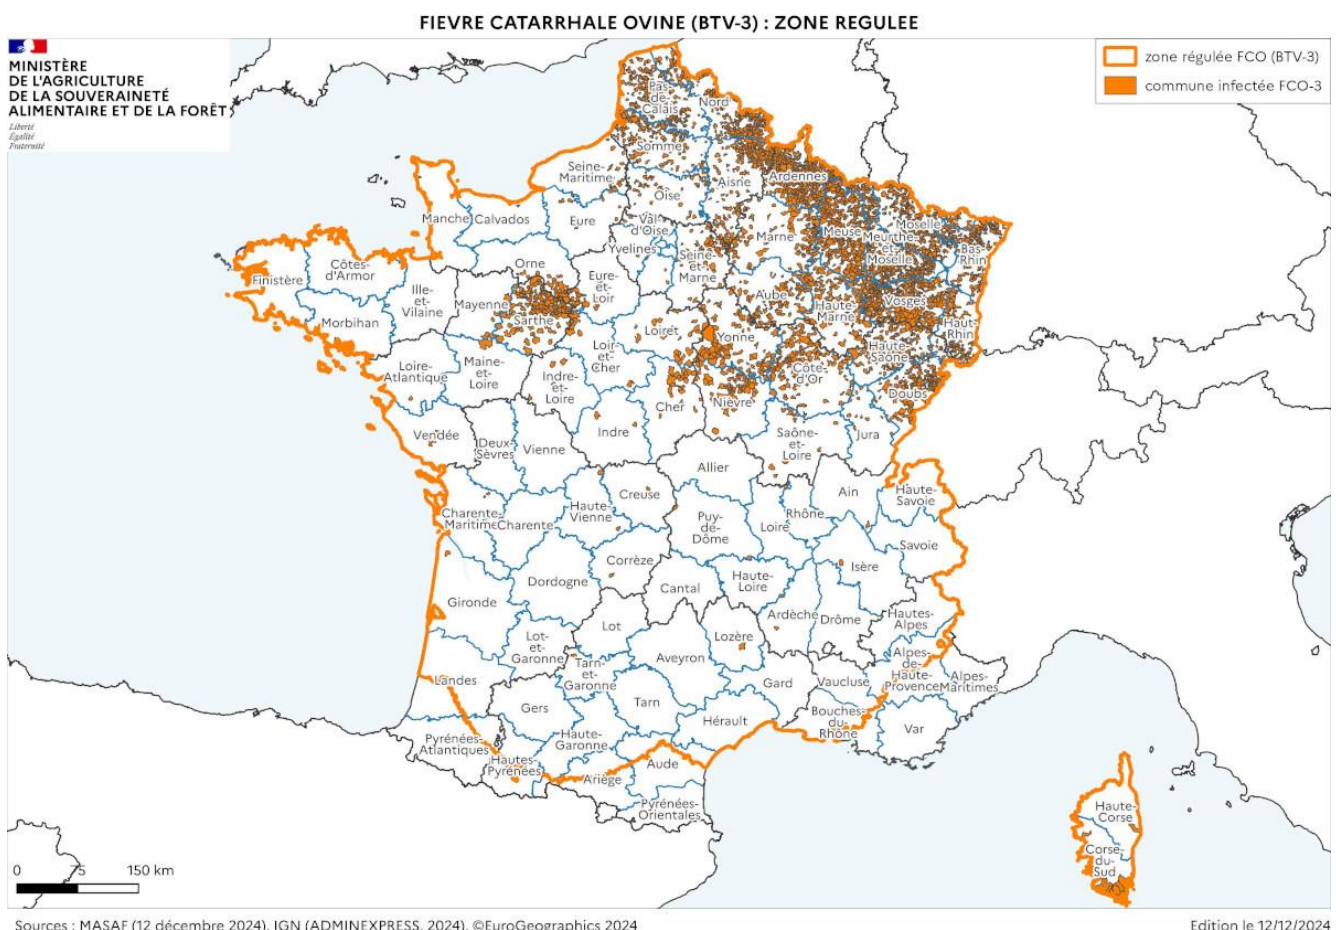 FIEVRE CATARRHALE OVINE (BTV-3) : ZONE REGULEE
MINISTÈRE
DE L'AGRICULTURE
DE LA SOUVERAINETÉ
ALIMENTAIRE ET DE LA FORÊT
Liberté
Égalité
Fraternité
zone régulée FCO (BTV-3)
commune infectée FCO-3
Pas-
de-
Calais
Nord
Somme
Seine-
Maritime
Oise
Aisne
Ardennes
Manche
Calvados
Eure
Val-
d'Oise
Yvelines
Seine-
et-
Marne
Marne
Meuse
Meurthe-
et-
Moselle
Moselle
Bas-
Rhin
Finistère
Côtes-
d'Armor
Ille-
et-
Vilaine
Morbihan
Orne
Mayenne
Sarthe
Eure-
et-
Loir
Loiret
Yonne
Aube
Haute-
Marne
Vosges
Haut-
Rhin
Loire-
Atlantique
Maine-
et-
Loire
Indre-
et-
Loire
Loir-
et-
Cher
Cher
Nièvre
Côte-
d'Or
Haute-
Saône
Doubs
Vendée
Deux-
Sèvres
Vienne
Indre
Saône-
et-
Loire
Jura
Allier
Creuse
Haute-
Vienne
Charente-
Maritime
Charente
Puy-
de-
Dôme
Loire
Rhône
Ain
Haute-
Savoie
Savoie
Isère
Corrèze
Dordogne
Gironde
Cantal
Haute-
Loire
Ardèche
Drôme
Hautes-
Alpes
Lot
Lot-
et-
Garonne
Aveyron
Lozère
Landes
Tarn-
et-
Garonne
Gard
Vaucluse
Alpes-
de-
Haute-
Provence
Alpes-
Maritimes
Gers
Tarn
Hérault
Bouches-
du-
Rhône
Var
Pyrénées-
Atlantiques
Hautes-
Pyrénées
Haute-
Garonne
Ariège
Aude
Pyrénées-
Orientales
Haute-
Corse
Corse-
du-
Sud
0 75 150 km
Sources : MASAF (12 décembre 2024), IGN (ADMINEXPRESS, 2024), ©EuroGeographics 2024
Edition le 12/12/2024